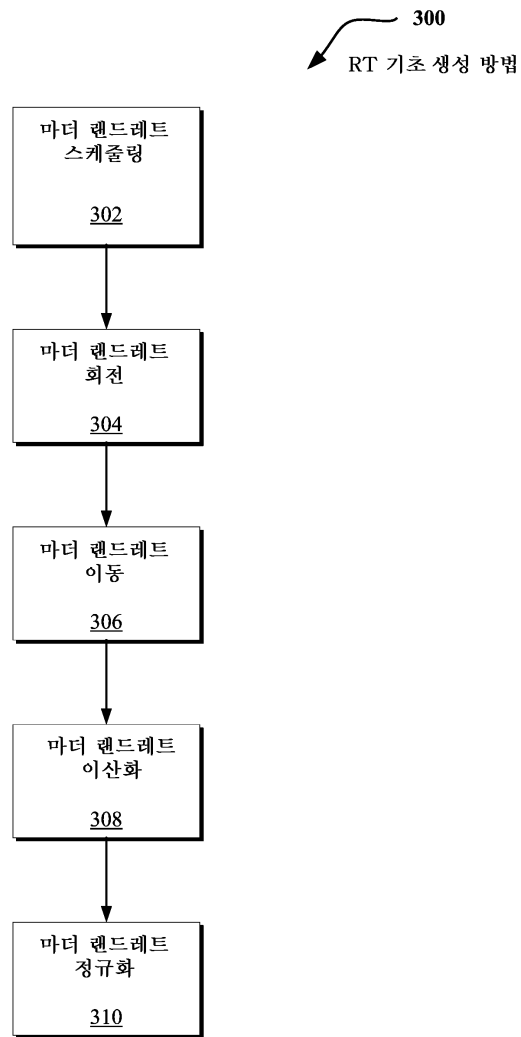 300
RT 기초 생성 방법
마더 랜드레트
스케줄링
302
마더 랜드레트
회전
304
마더 랜드레트
이동
306
마더 랜드레트
이산화
308
마더 랜드레트
정규화
310